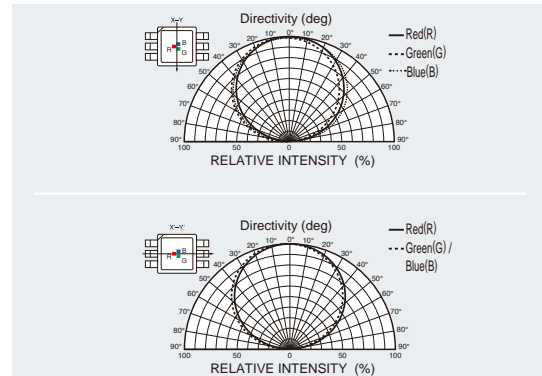 X–Y
R B
G
Directivity (deg)
30° 20° 10° 0° 10° 20° 30°
40° 40°
50° 50°
60° 60°
70° 70°
80° 80°
90° 90°
100 50 0 50 100
RELATIVE INTENSITY (%)
Red(R)
Green(G)
Blue(B)
X'–Y'
R B
G
Directivity (deg)
30° 20° 10° 0° 10° 20° 30°
40° 40°
50° 50°
60° 60°
70° 70°
80° 80°
90° 90°
100 50 0 50 100
RELATIVE INTENSITY (%)
Red(R)
Green(G) /
Blue(B)